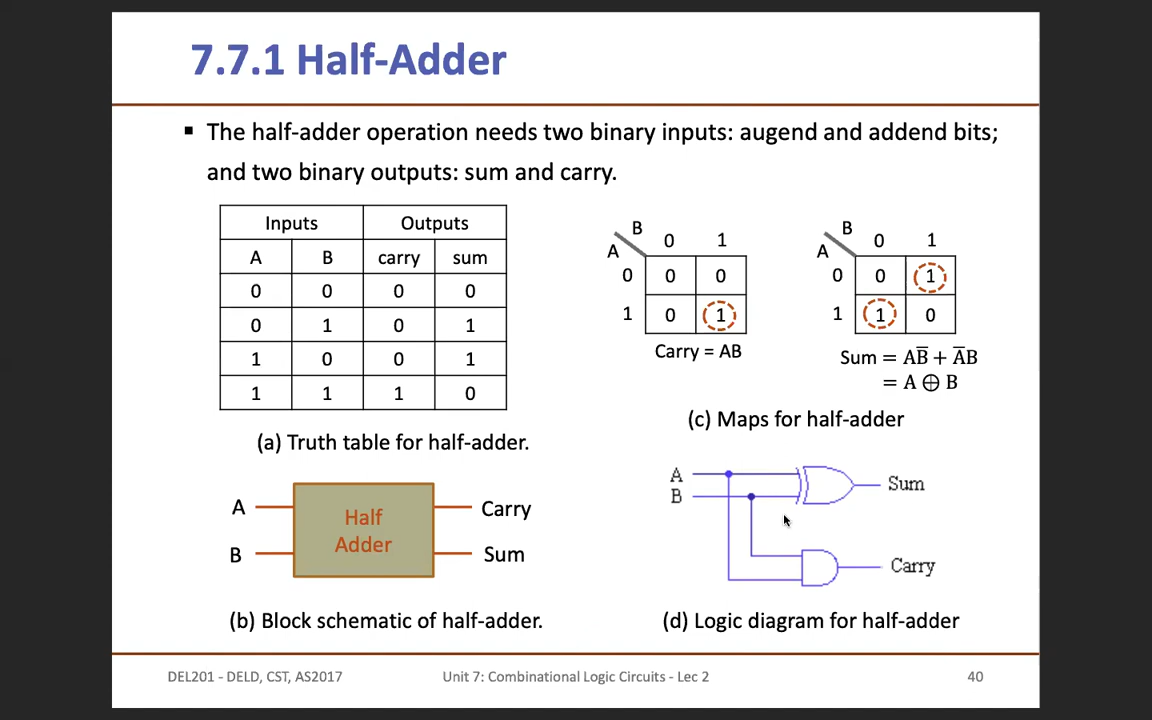 7.7.1 Half-Adder
▪ The half-adder operation needs two binary inputs: augend and addend bits;
and two binary outputs: sum and carry.
Inputs Outputs
A B carry sum
0 0 0 0
0 1 0 1
1 0 0 1
1 1 1 0
(a) Truth table for half-adder.
B
A
0 1
0 0 0
1 0 1
Carry = AB
B
A
0 1
0 0 1
1 1 0
Sum = AB̅ + A̅B
= A ⊕ B
(c) Maps for half-adder
A
B
Half
Adder
Carry
Sum
(b) Block schematic of half-adder.
A
B
Sum
Carry
(d) Logic diagram for half-adder
DEL201 - DELD, CST, AS2017 Unit 7: Combinational Logic Circuits - Lec 2 40